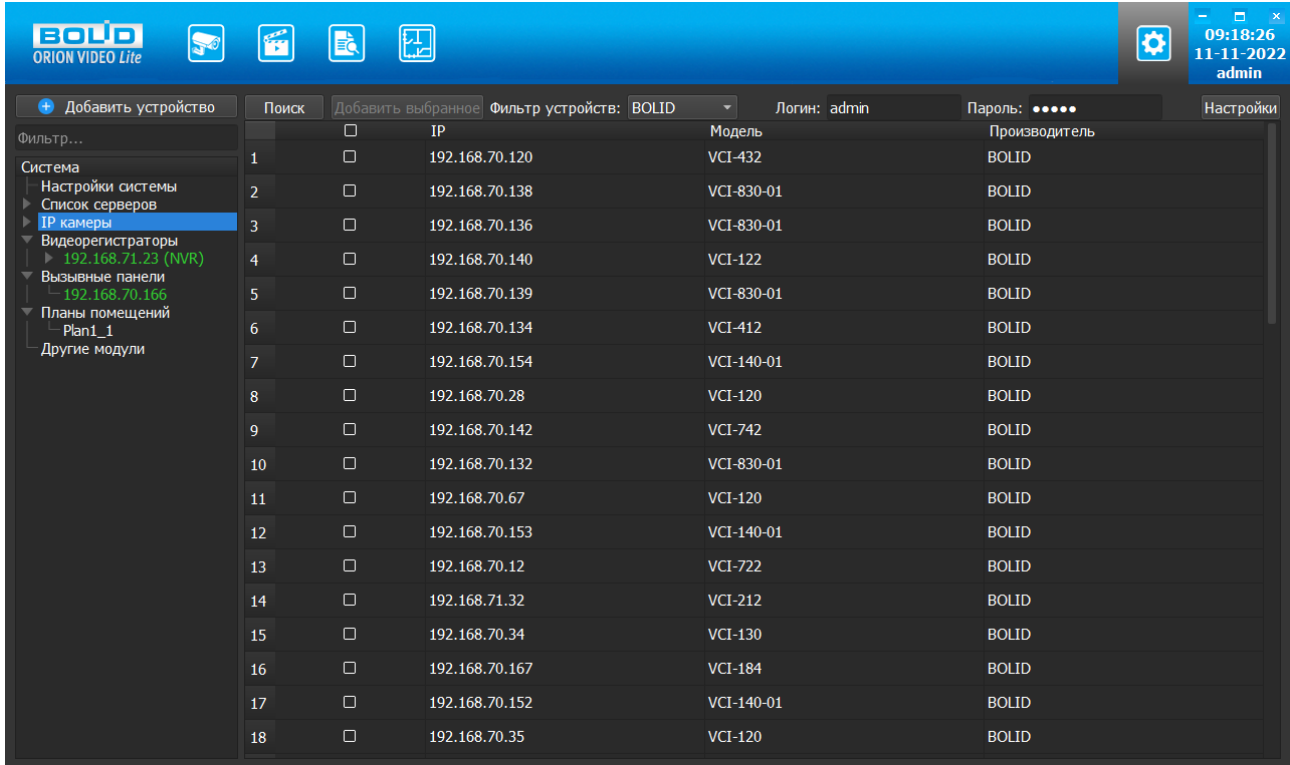 BOLID
ORION VIDEO Lite
09:18:26
11-11-2022
admin
Добавить устройство
Поиск Добавить выбранное Фильтр устройств: BOLID Логин: admin Пароль: ●●●●● Настройки
Фильтр...
Система
Настройки системы
Список серверов
IP камеры
Видеорегистраторы
192.168.71.23 (NVR)
Вызывные панели
192.168.70.166
Планы помещений
Plan1_1
Другие модули
IP Модель Производитель
1 192.168.70.120 VCI-432 BOLID
2 192.168.70.138 VCI-830-01 BOLID
3 192.168.70.136 VCI-830-01 BOLID
4 192.168.70.140 VCI-122 BOLID
5 192.168.70.139 VCI-830-01 BOLID
6 192.168.70.134 VCI-412 BOLID
7 192.168.70.154 VCI-140-01 BOLID
8 192.168.70.28 VCI-120 BOLID
9 192.168.70.142 VCI-742 BOLID
10 192.168.70.132 VCI-830-01 BOLID
11 192.168.70.67 VCI-120 BOLID
12 192.168.70.153 VCI-140-01 BOLID
13 192.168.70.12 VCI-722 BOLID
14 192.168.71.32 VCI-212 BOLID
15 192.168.70.34 VCI-130 BOLID
16 192.168.70.167 VCI-184 BOLID
17 192.168.70.152 VCI-140-01 BOLID
18 192.168.70.35 VCI-120 BOLID